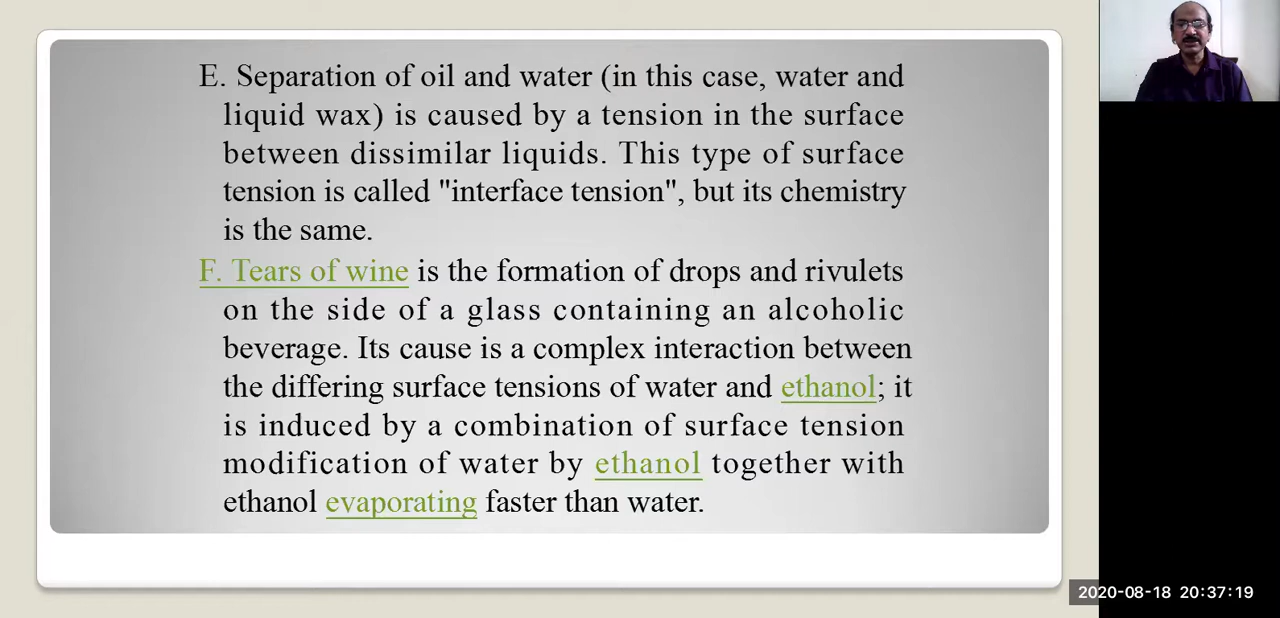 E. Separation of oil and water (in this case, water and
liquid wax) is caused by a tension in the surface
between dissimilar liquids. This type of surface
tension is called "interface tension", but its chemistry
is the same.
F. Tears of wine is the formation of drops and rivulets
on the side of a glass containing an alcoholic
beverage. Its cause is a complex interaction between
the differing surface tensions of water and ethanol; it
is induced by a combination of surface tension
modification of water by ethanol together with
ethanol evaporating faster than water.
2020-08-18 20:37:19